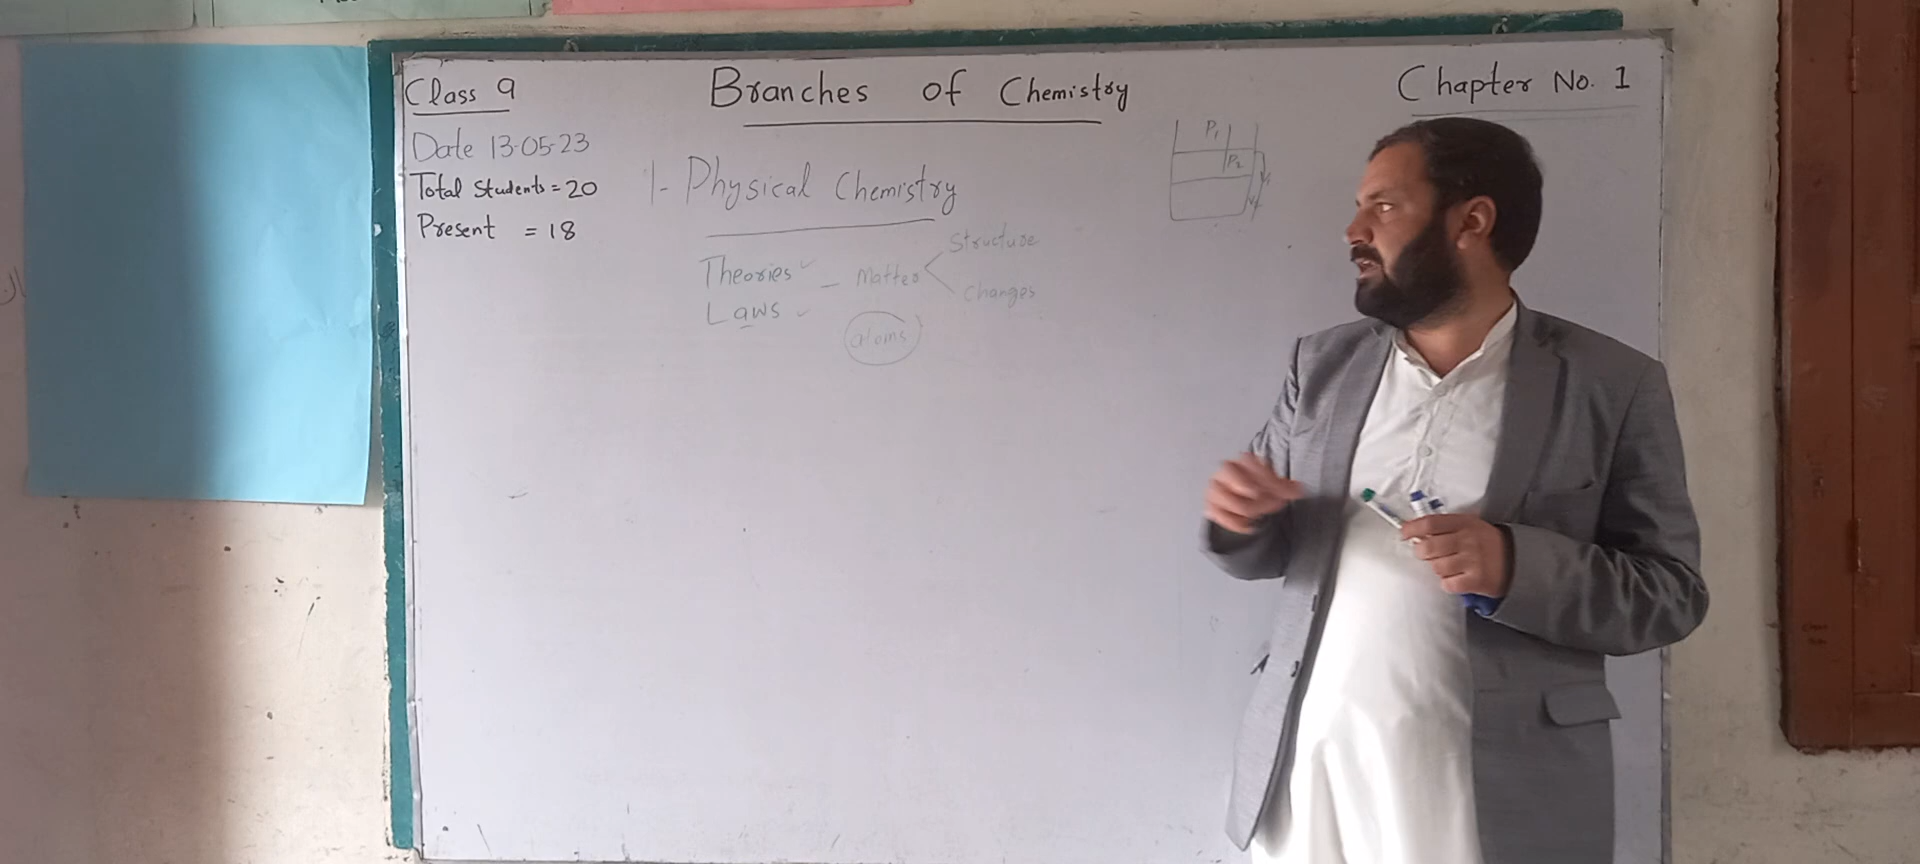 Class 9
Branches of Chemistry
Chapter No. 1
Date 13-05-23
Total Students = 20
Present = 18
1- Physical Chemistry
Theories - Matter
Structure
Changes
Laws
atoms
P1
P2